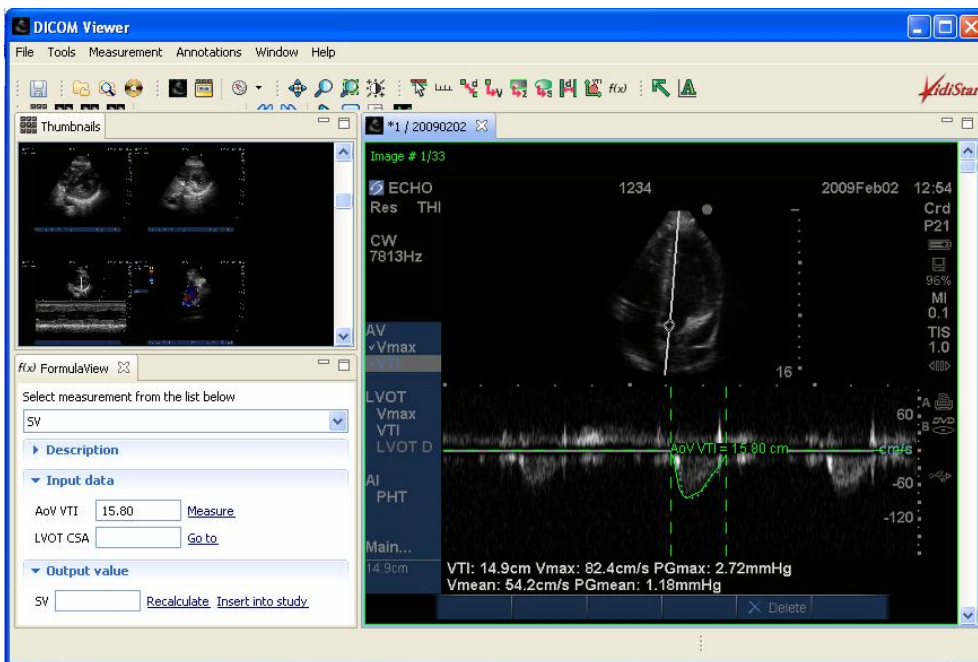 DICOM Viewer
File Tools Measurement Annotations Window Help
f(x)
VidiStar
Thumbnails
*1 / 20090202
Image # 1/33
ECHO 1234 2009Feb02 12:54
Res THI Crd
P21
CW
7813Hz
96%
MI
0.1
TIS
1.0
AV
Vmax
VTI
16
LVOT
Vmax
VTI
LVOT D
AI
PHT
Main...
14.9cm
A
B DVD
60
AoV VTI = 15.80 cm cm/s
-60
-120
VTI: 14.9cm Vmax: 82.4cm/s PGmax: 2.72mmHg
Vmean: 54.2cm/s PGmean: 1.18mmHg
Delete
f(x) FormulaView
Select measurement from the list below
SV
Description
Input data
AoV VTI 15.80 Measure
LVOT CSA Go to
Output value
SV Recalculate Insert into study